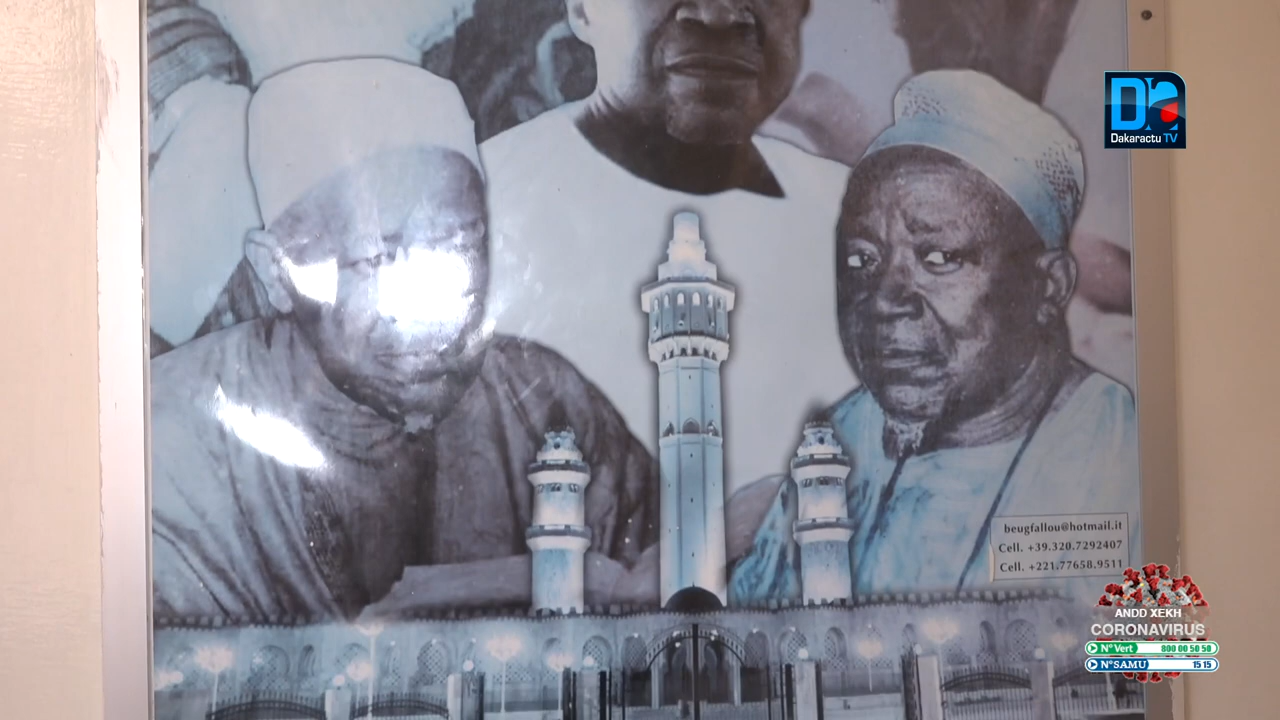 Da
Dakaractu TV
beugfallou@hotmail.it
Cell. +39.320.7292407
Cell. +221.77658.9511
ANDD XEKH
CORONAVIRUS
N° Vert 800 00 50 50
N° SAMU 15 15